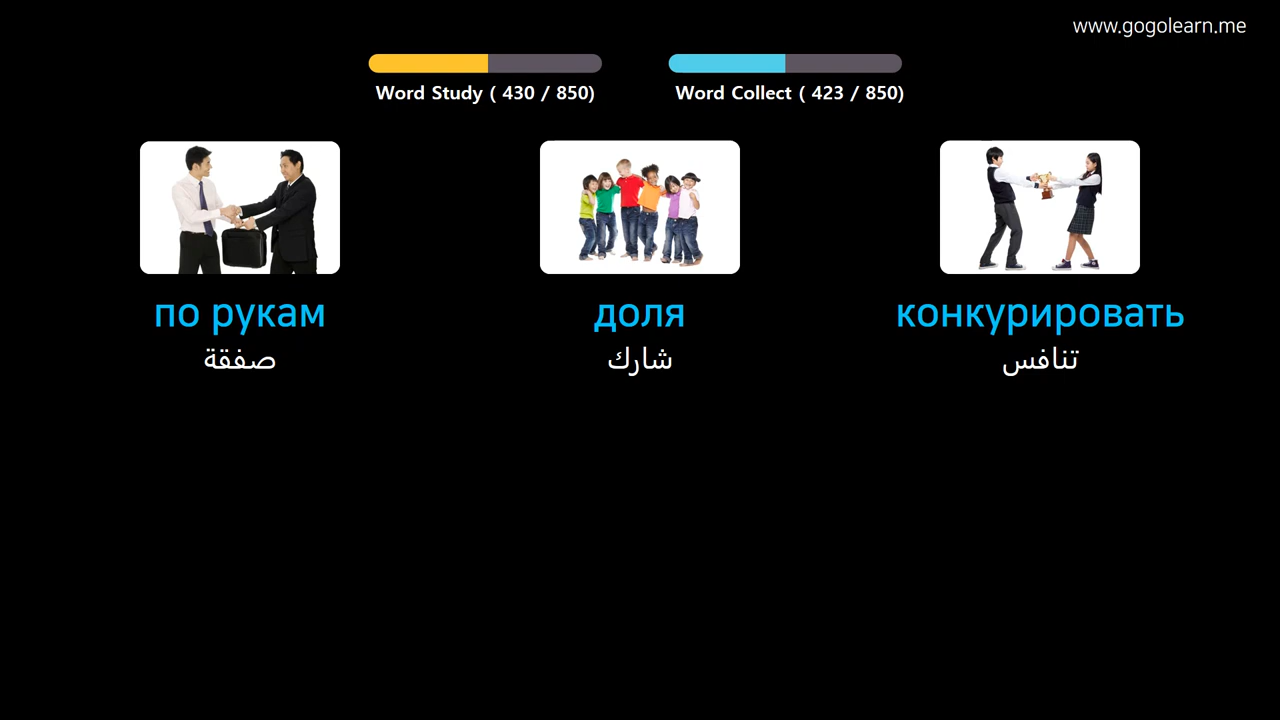 www.gogolearn.me
Word Study ( 430 / 850)
Word Collect ( 423 / 850)
по рукам
صفقة
доля
شارك
конкурировать
تنافس